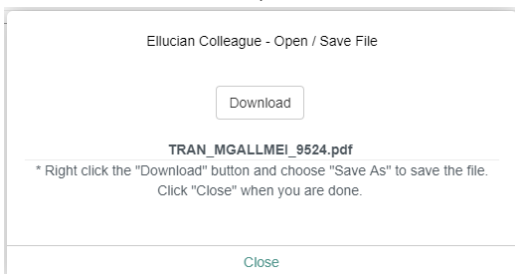 Ellucian Colleague - Open / Save File
Download
TRAN_MGALLMEI_9524.pdf
* Right click the "Download" button and choose "Save As" to save the file.
Click "Close" when you are done.
Close